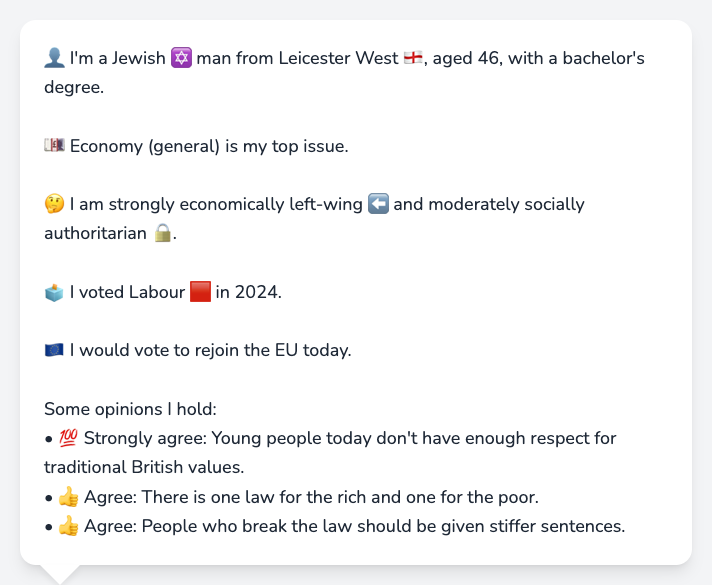 👤 I'm a Jewish ✡️ man from Leicester West 🏴󠁧󠁢󠁥󠁮󠁧󠁿, aged 46, with a bachelor's
degree.
💷 Economy (general) is my top issue.
🤔 I am strongly economically left-wing ⬅️ and moderately socially
authoritarian 🔒.
🗳️ I voted Labour 🟥 in 2024.
🇪🇺 I would vote to rejoin the EU today.
Some opinions I hold:
• 💯 Strongly agree: Young people today don't have enough respect for
traditional British values.
• 👍 Agree: There is one law for the rich and one for the poor.
• 👍 Agree: People who break the law should be given stiffer sentences.